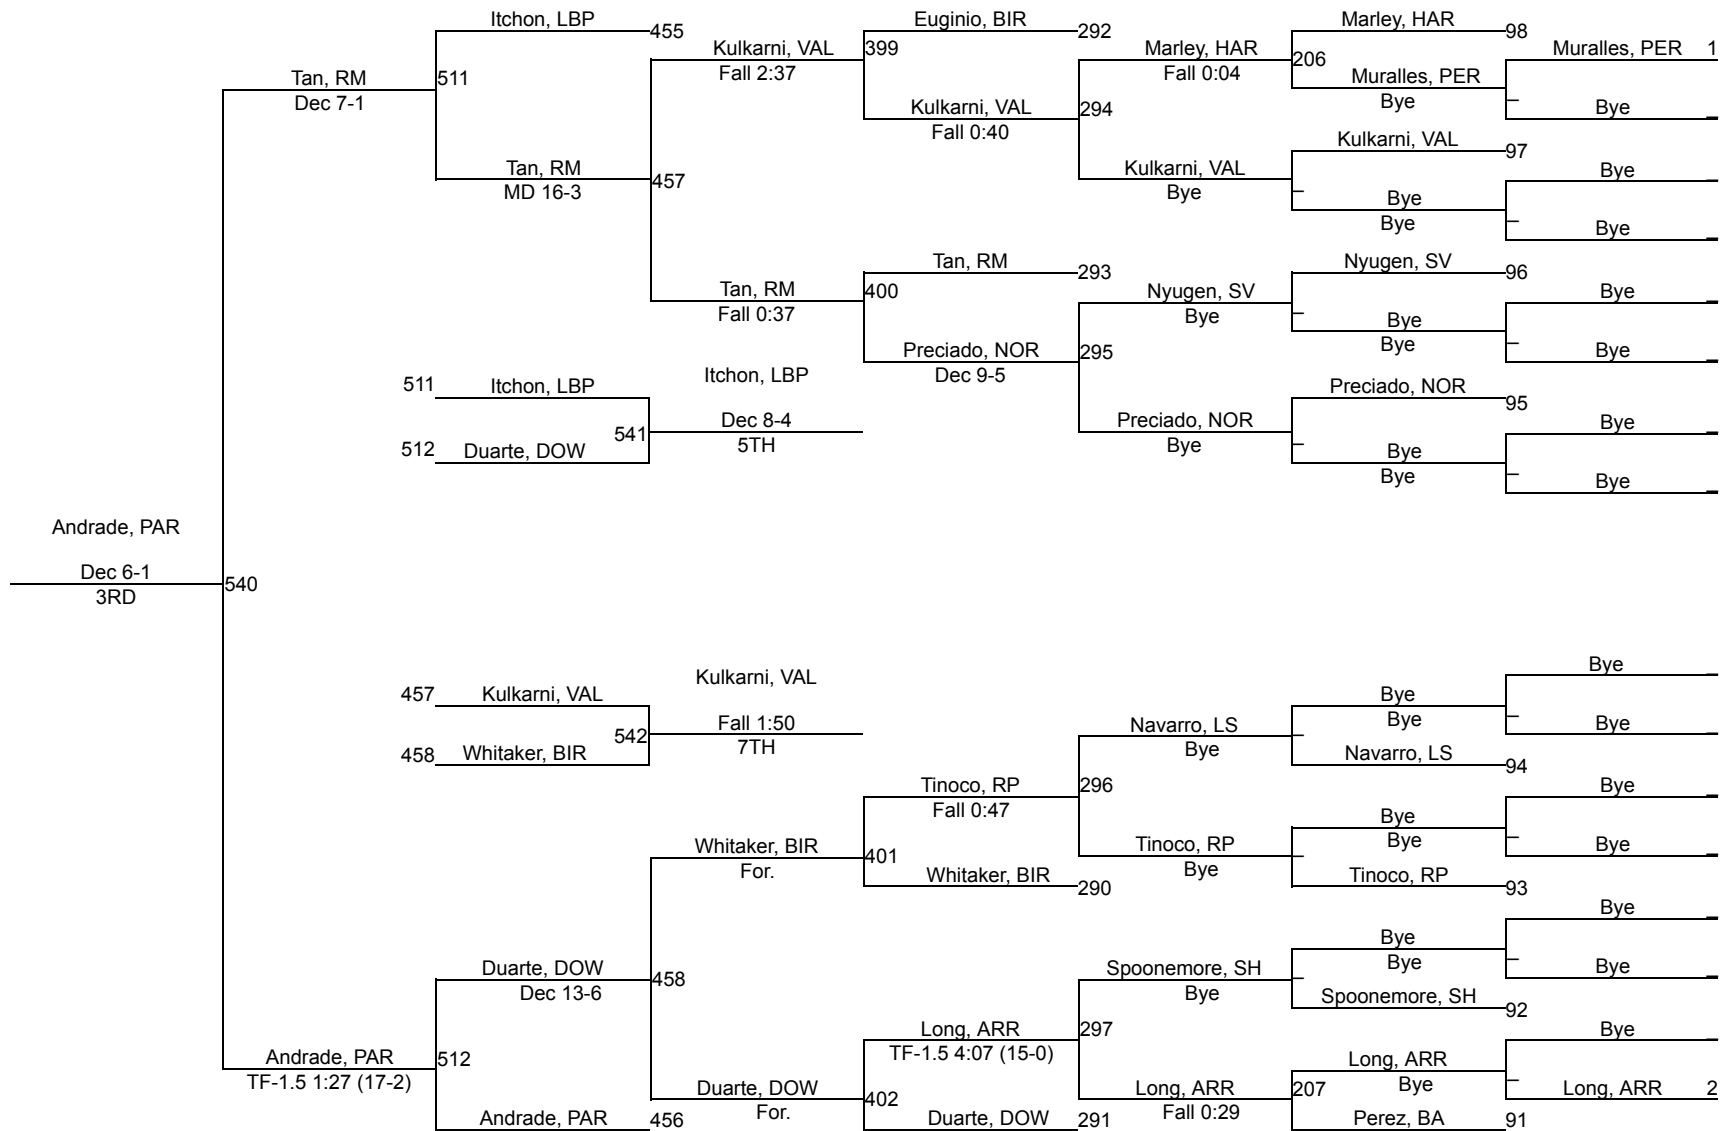 Itchon, LBP
455
Euginio, BIR
292
Marley, HAR
98
Kulkarni, VAL
399
Marley, HAR
206
Muralles, PER 1
Tan, RM
511
Fall 2:37
Fall 0:04
Muralles, PER
Dec 7-1
Kulkarni, VAL
294
Bye
Bye _
Fall 0:40
Kulkarni, VAL
97
Tan, RM
457
Kulkarni, VAL
Bye _
MD 16-3
Bye
Bye
Bye
Bye _
Tan, RM
293
Nyugen, SV
96
Tan, RM
400
Nyugen, SV
Bye _
Fall 0:37
Bye
Bye
Preciado, NOR
295
Bye
Bye _
Itchon, LBP
Dec 9-5
511 Itchon, LBP
Preciado, NOR
95
541
Dec 8-4
Preciado, NOR
Bye _
512 Duarte, DOW
5TH
Bye
Bye
Bye
Bye _
Andrade, PAR
Dec 6-1
540
3RD
Kulkarni, VAL
Bye _
457 Kulkarni, VAL
Bye
542
Fall 1:50
Navarro, LS
Bye
Bye _
458 Whitaker, BIR
7TH
Bye
Navarro, LS
94
Tinoco, RP
296
Bye _
Fall 0:47
Bye
Whitaker, BIR
401
Tinoco, RP
Bye
Bye _
For.
Whitaker, BIR
290
Bye
Tinoco, RP
93
Bye _
Bye
Duarte, DOW
458
Spoonemore, SH
Bye
Bye _
Dec 13-6
Bye
Spoonemore, SH
92
Long, ARR
297
Bye _
Andrade, PAR
512
TF-1.5 4:07 (15-0)
Long, ARR
TF-1.5 1:27 (17-2)
Duarte, DOW
402
Long, ARR
207
Bye
Long, ARR 2
Andrade, PAR
456
For.
Duarte, DOW
291
Fall 0:29
Perez, BA
91